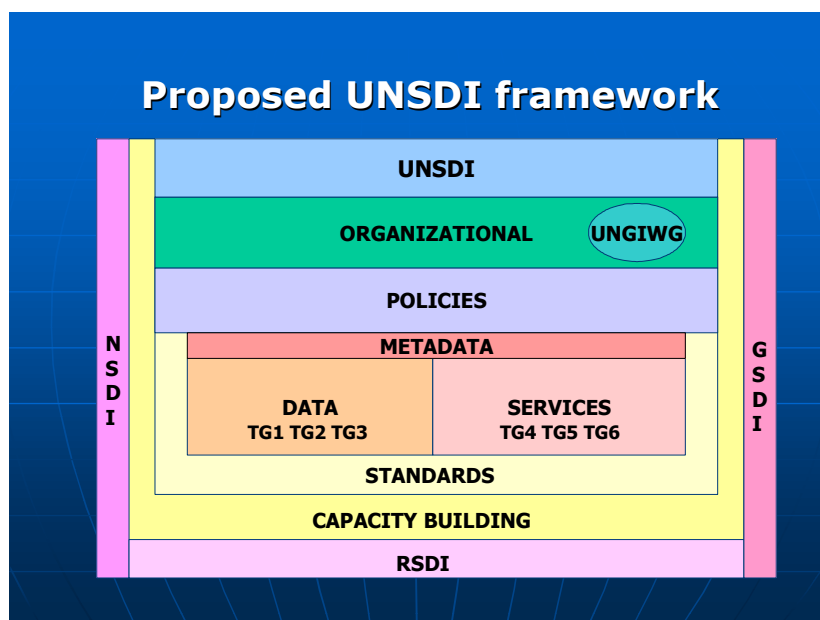 Proposed UNSDI framework
UNSDI
ORGANIZATIONAL UNGIWG
POLICIES
NSDI
METADATA
GSDI
DATA
TG1 TG2 TG3
SERVICES
TG4 TG5 TG6
STANDARDS
CAPACITY BUILDING
RSDI